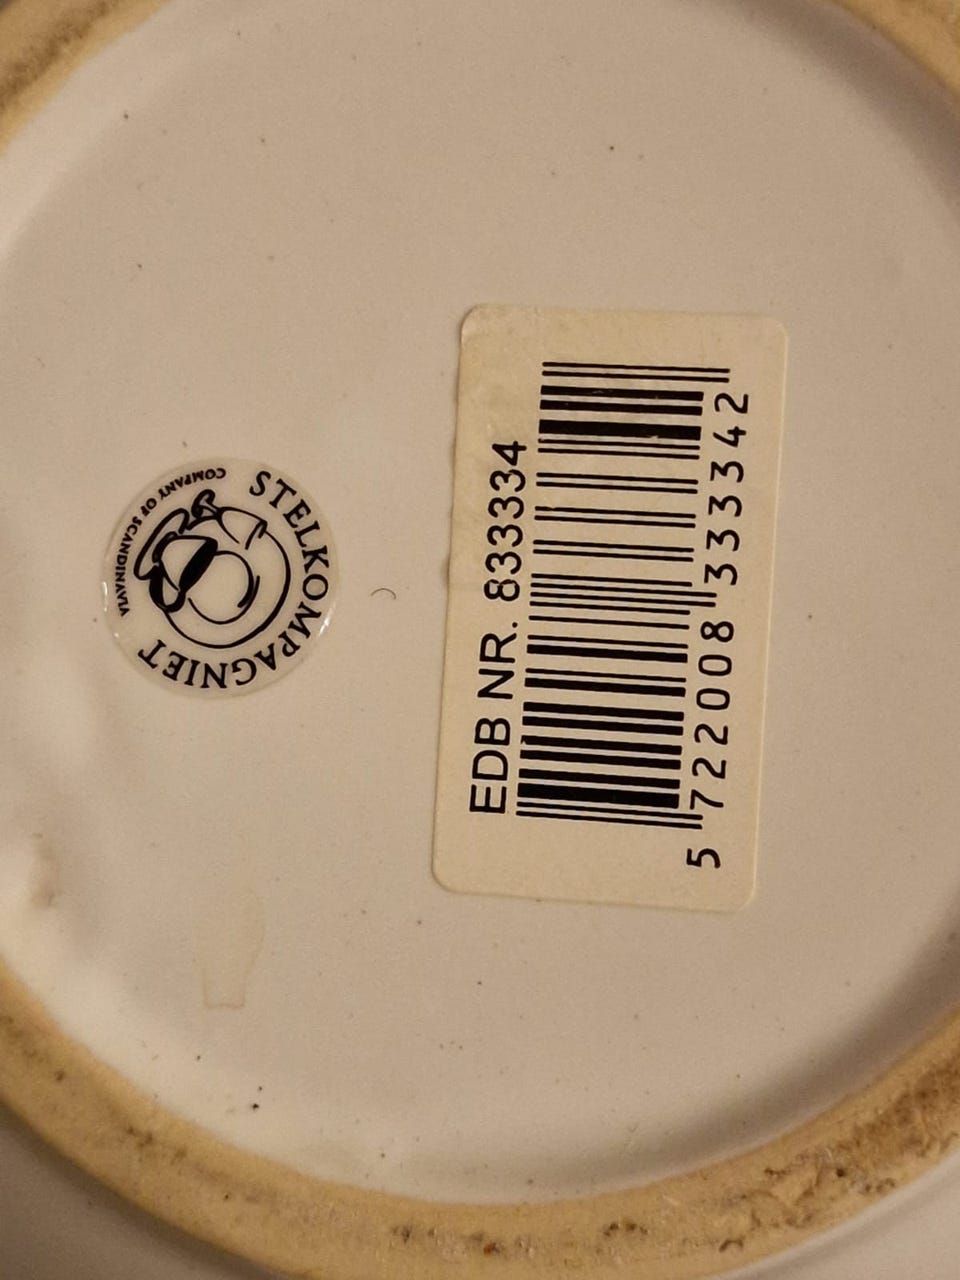 STELKOMPAGNIET
COMPANY OF SCANDINAVIA
EDB NR. 833334
5 722008 333342